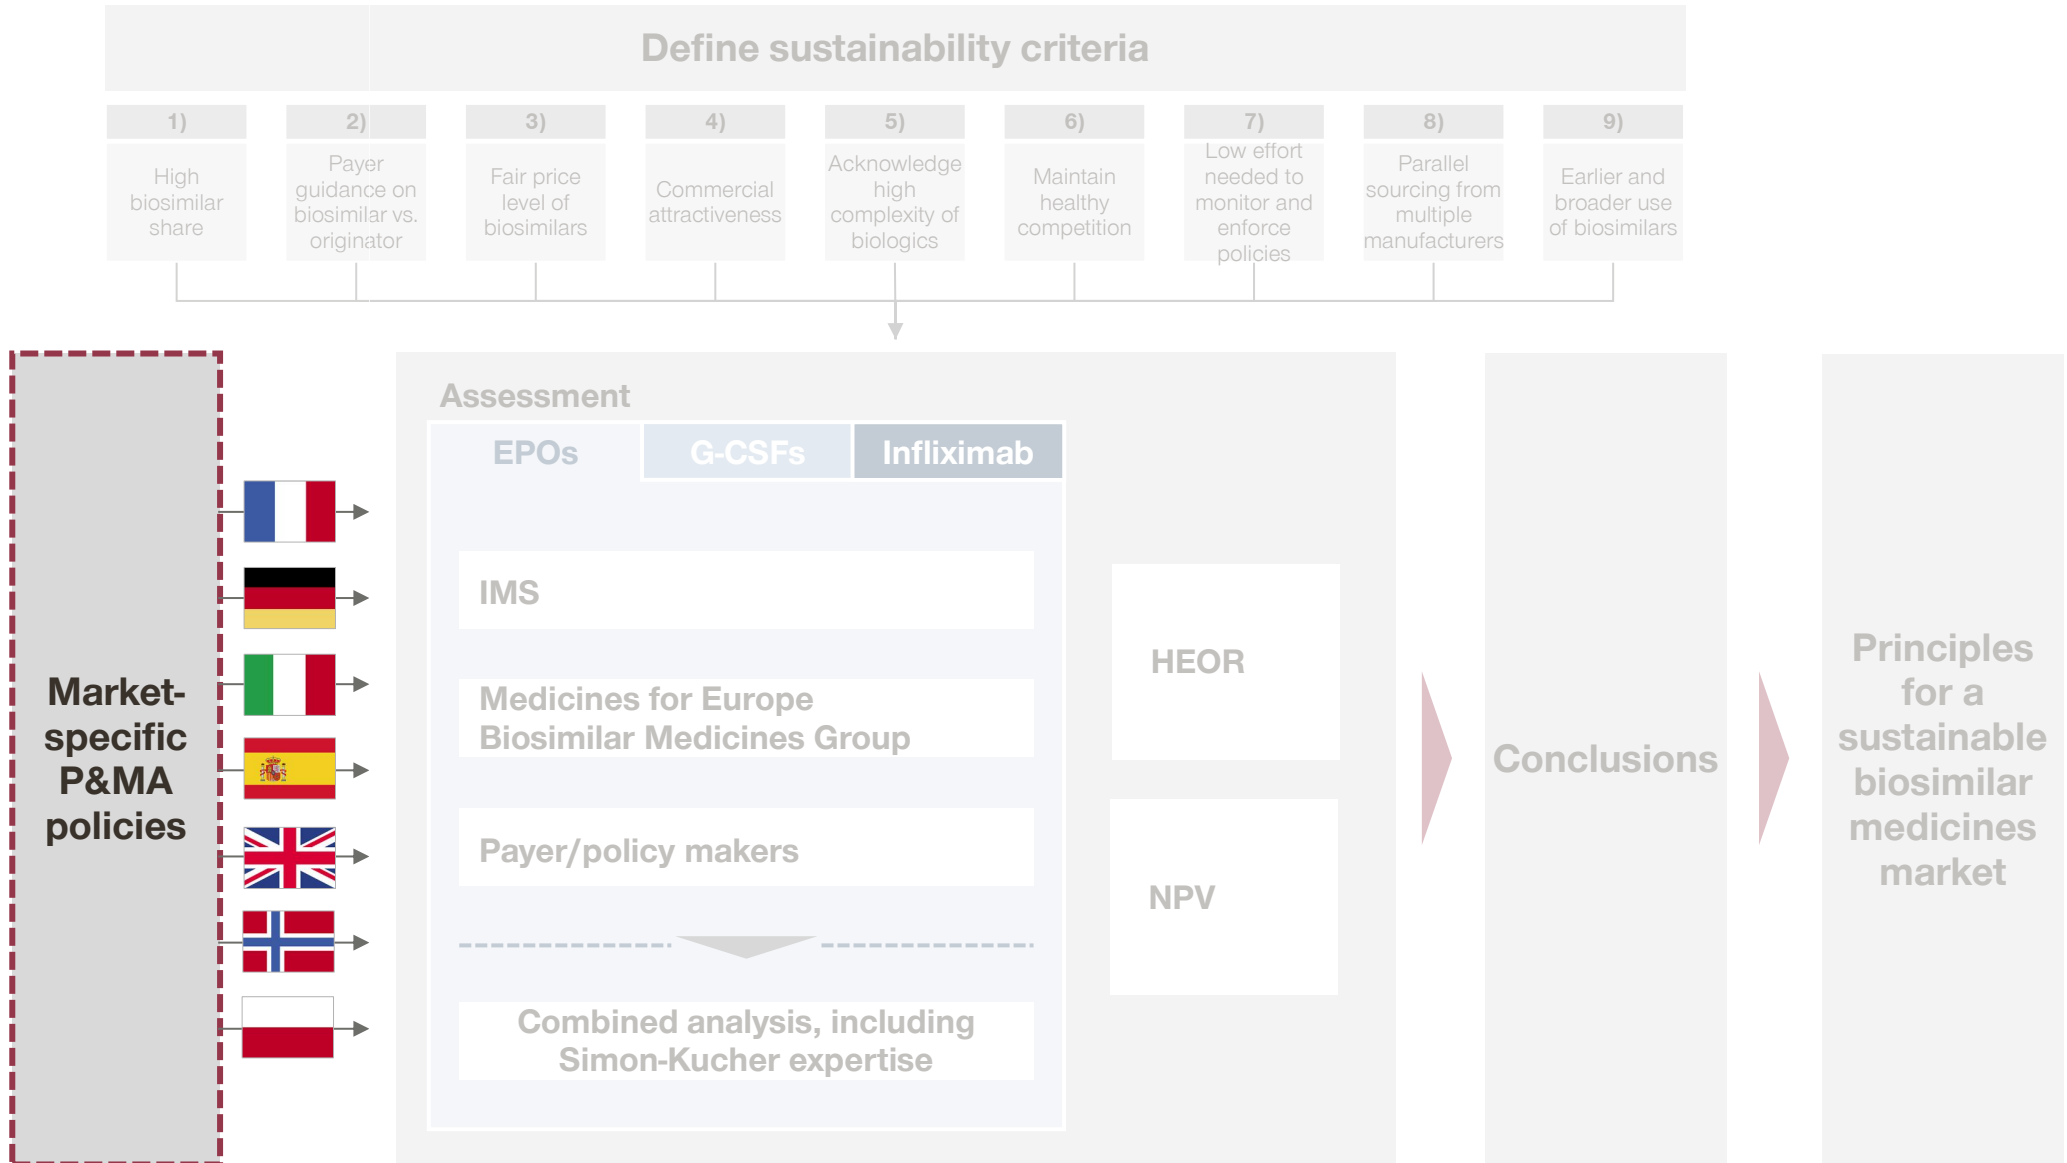 Define sustainability criteria
1)
High
biosimilar
share
2)
Payer
guidance on
biosimilar vs.
originator
3)
Fair price
level of
biosimilars
4)
Commercial
attractiveness
5)
Acknowledge
high
complexity of
biologics
6)
Maintain
healthy
competition
7)
Low effort
needed to
monitor and
enforce
policies
8)
Parallel
sourcing from
multiple
manufacturers
9)
Earlier and
broader use
of biosimilars
Market-
specific
P&MA
policies
Assessment
EPOs
G-CSFs
Infliximab
IMS
Medicines for Europe
Biosimilar Medicines Group
Payer/policy makers
Combined analysis, including
Simon-Kucher expertise
HEOR
NPV
Conclusions
Principles
for a
sustainable
biosimilar
medicines
market